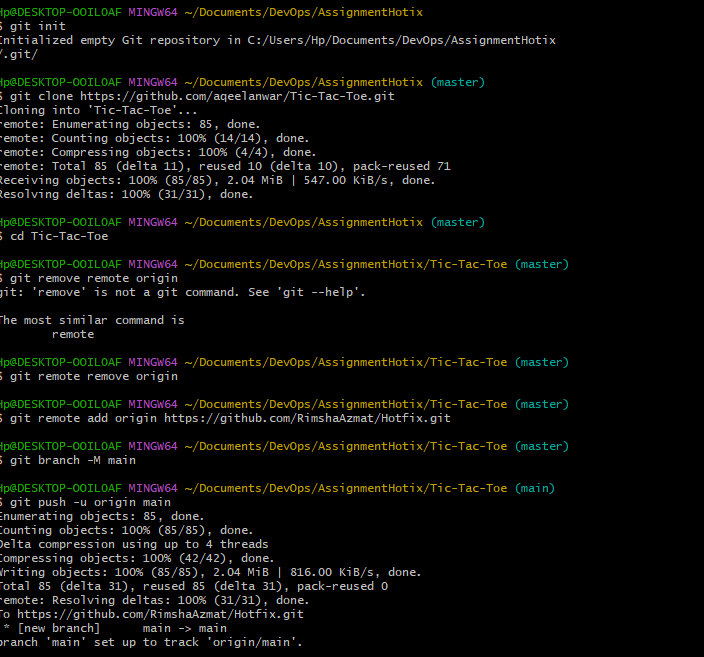 Hp@DESKTOP-OOILOAF MINGW64 ~/Documents/DevOps/AssignmentHotix
$ git init
Initialized empty Git repository in C:/Users/Hp/Documents/DevOps/AssignmentHotix
/.git/
Hp@DESKTOP-OOILOAF MINGW64 ~/Documents/DevOps/AssignmentHotix (master)
$ git clone https://github.com/aqeelanwar/Tic-Tac-Toe.git
Cloning into 'Tic-Tac-Toe'...
remote: Enumerating objects: 85, done.
remote: Counting objects: 100% (14/14), done.
remote: Compressing objects: 100% (4/4), done.
remote: Total 85 (delta 11), reused 10 (delta 10), pack-reused 71
Receiving objects: 100% (85/85), 2.04 MiB | 547.00 KiB/s, done.
Resolving deltas: 100% (31/31), done.
Hp@DESKTOP-OOILOAF MINGW64 ~/Documents/DevOps/AssignmentHotix (master)
$ cd Tic-Tac-Toe
Hp@DESKTOP-OOILOAF MINGW64 ~/Documents/DevOps/AssignmentHotix/Tic-Tac-Toe (master)
$ git remove remote origin
git: 'remove' is not a git command. See 'git --help'.
The most similar command is
remote
Hp@DESKTOP-OOILOAF MINGW64 ~/Documents/DevOps/AssignmentHotix/Tic-Tac-Toe (master)
$ git remote remove origin
Hp@DESKTOP-OOILOAF MINGW64 ~/Documents/DevOps/AssignmentHotix/Tic-Tac-Toe (master)
$ git remote add origin https://github.com/RimshaAzmat/Hotfix.git
Hp@DESKTOP-OOILOAF MINGW64 ~/Documents/DevOps/AssignmentHotix/Tic-Tac-Toe (master)
$ git branch -M main
Hp@DESKTOP-OOILOAF MINGW64 ~/Documents/DevOps/AssignmentHotix/Tic-Tac-Toe (main)
$ git push -u origin main
Enumerating objects: 85, done.
Counting objects: 100% (85/85), done.
Delta compression using up to 4 threads
Compressing objects: 100% (42/42), done.
Writing objects: 100% (85/85), 2.04 MiB | 816.00 KiB/s, done.
Total 85 (delta 31), reused 85 (delta 31), pack-reused 0
remote: Resolving deltas: 100% (31/31), done.
To https://github.com/RimshaAzmat/Hotfix.git
* [new branch] main -> main
branch 'main' set up to track 'origin/main'.